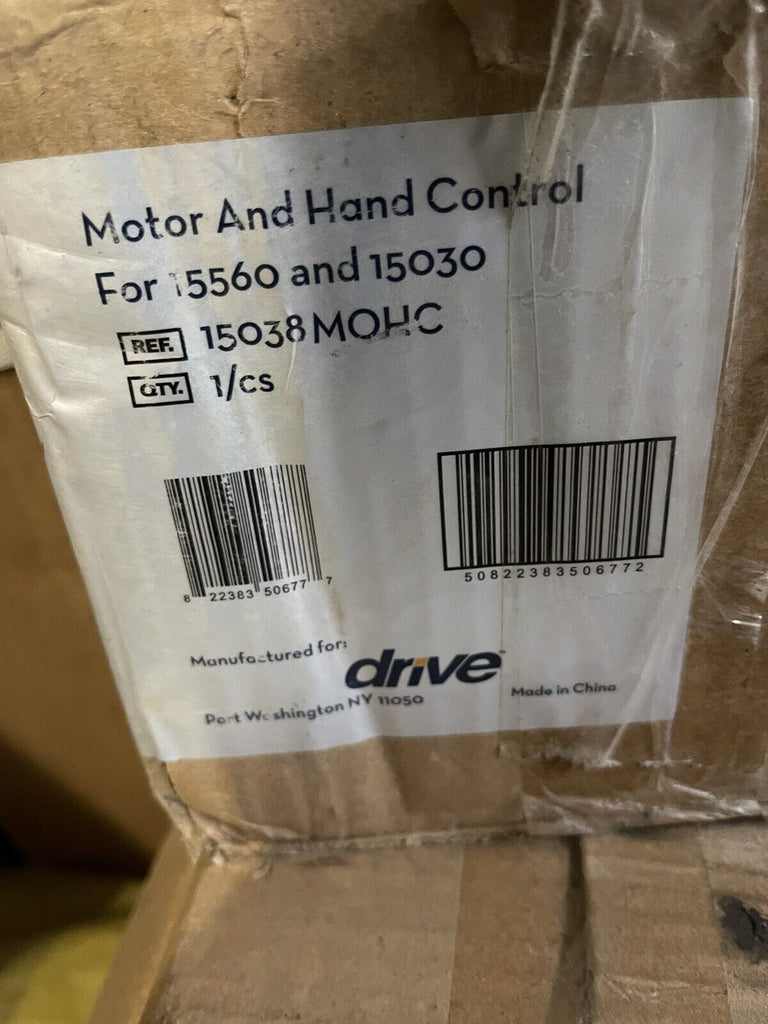 Motor And Hand Control
For 15560 and 15030
REF. 15038MOHC
QTY. 1/cs
8 22383 50677 7
50822383506772
Manufactured for:
drive
Port Washington NY 11050
Made in China